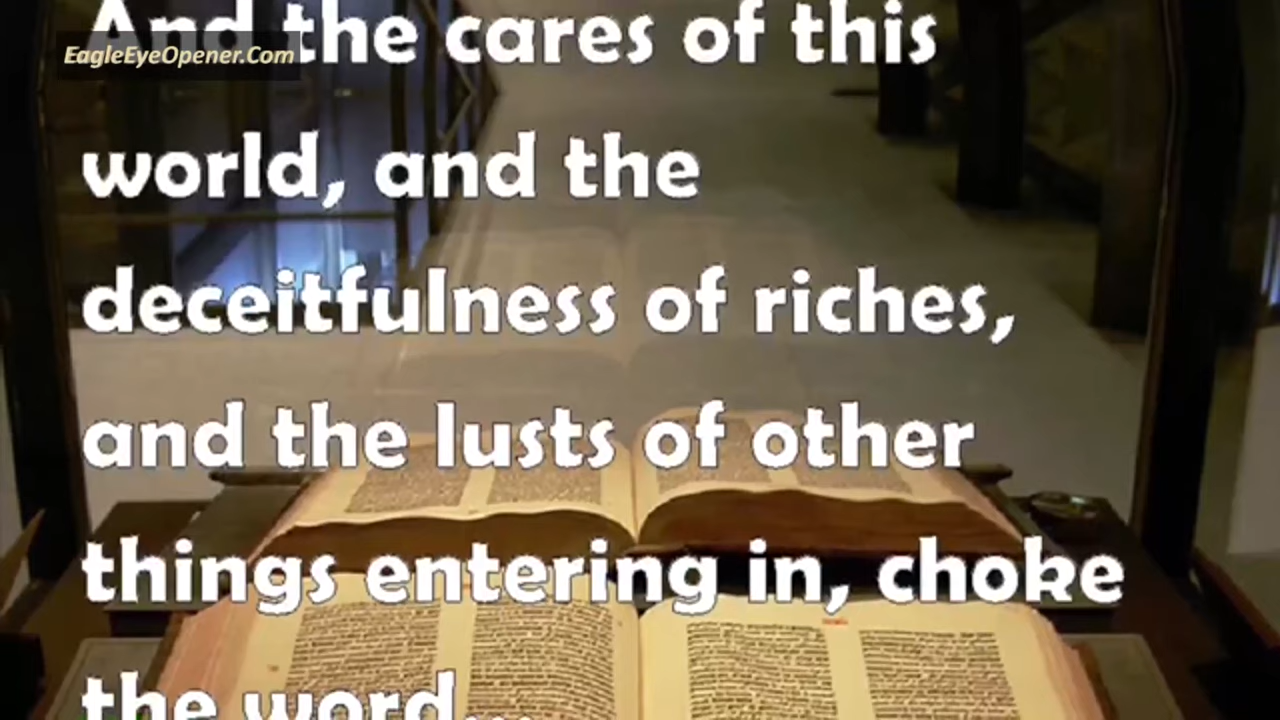 And the cares of this
EagleEyeOpener.Com
world, and the
deceitfulness of riches,
and the lusts of other
things entering in, choke
the word...